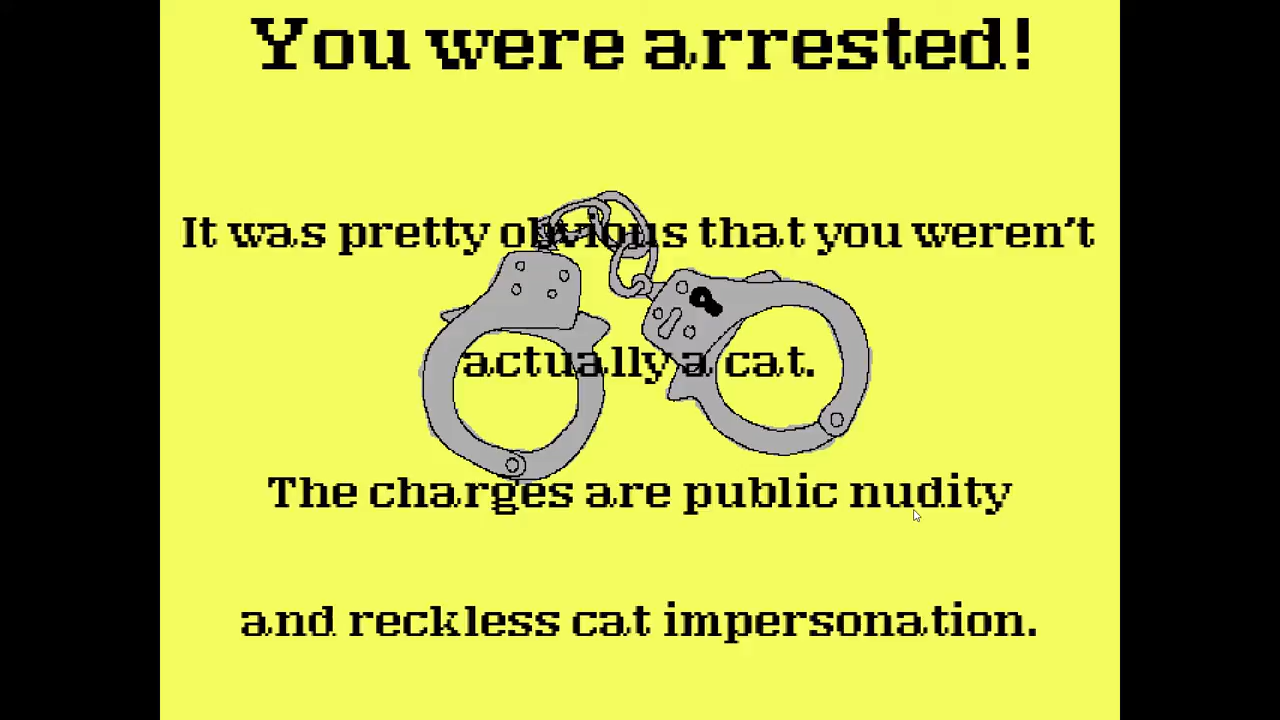 You were arrested!
It was pretty obvious that you weren't
actually a cat.
The charges are public nudity
and reckless cat impersonation.